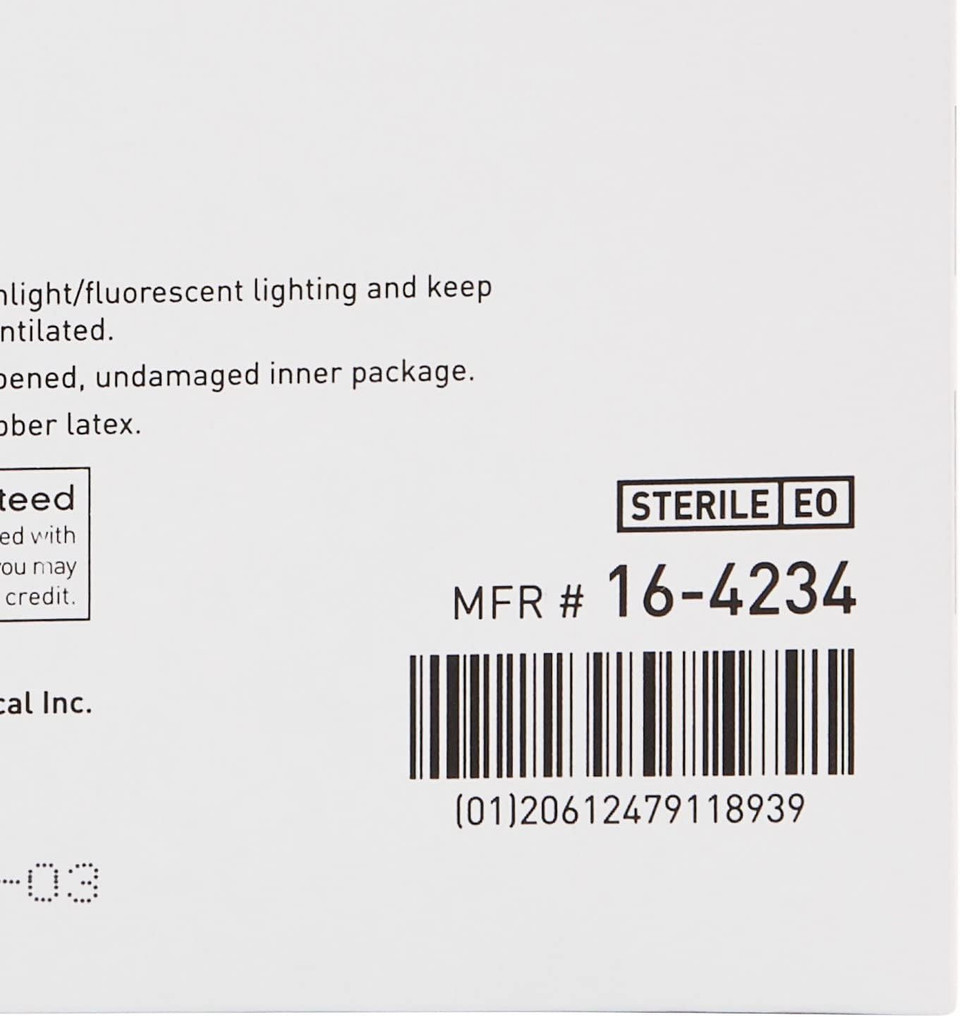 nlight/fluorescent lighting and keep
ntilated.
pened, undamaged inner package.
bber latex.
teed
ed with
you may
credit.
STERILE EO
MFR # 16-4234
cal Inc.
(01)20612479118939
-03